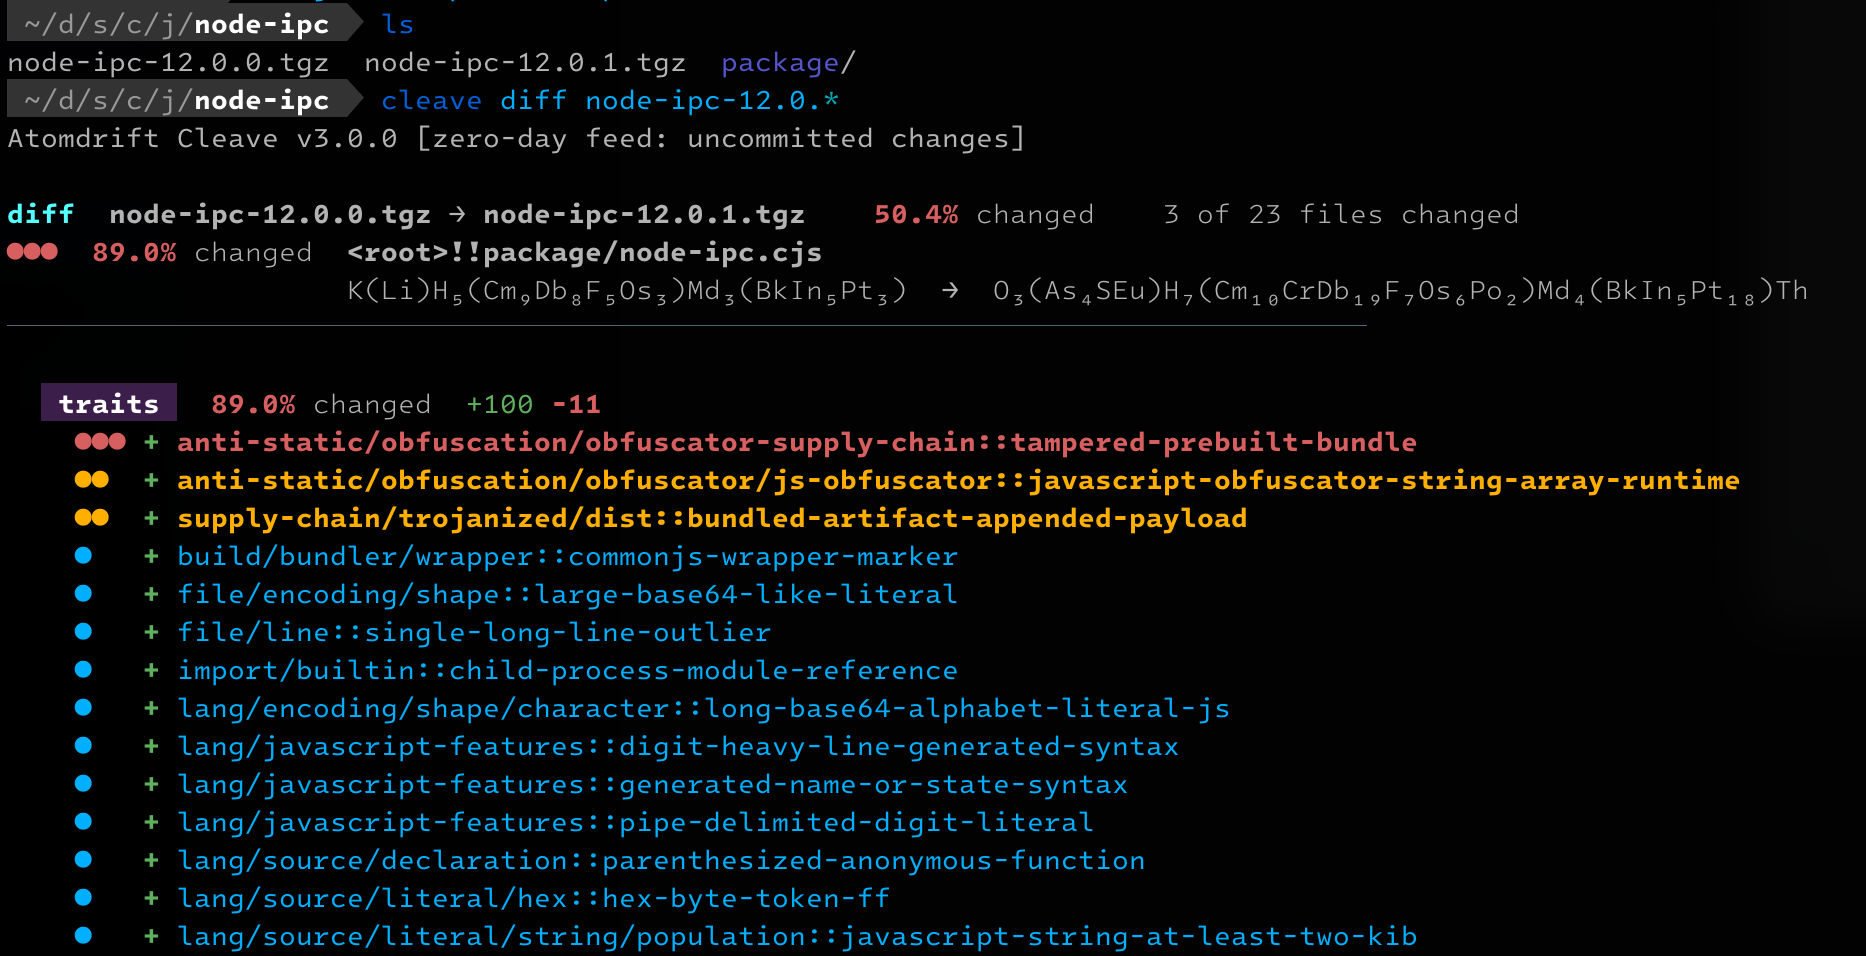 ~/d/s/c/j/node-ipc ls
node-ipc-12.0.0.tgz node-ipc-12.0.1.tgz package/
~/d/s/c/j/node-ipc cleave diff node-ipc-12.0.*
Atomdrift Cleave v3.0.0 [zero-day feed: uncommitted changes]
diff node-ipc-12.0.0.tgz → node-ipc-12.0.1.tgz 50.4% changed 3 of 23 files changed
●●● 89.0% changed <root>!!package/node-ipc.cjs
K(Li)H₅(Cm₉Db₈F₅Os₃)Md₃(BkIn₅Pt₃) → O₃(As₄SEu)H₇(Cm₁₀CrDb₁₉F₇Os₆Po₂)Md₄(BkIn₅Pt₁₈)Th
traits 89.0% changed +100 -11
●●● + anti-static/obfuscation/obfuscator-supply-chain::tampered-prebuilt-bundle
●● + anti-static/obfuscation/obfuscator/js-obfuscator::javascript-obfuscator-string-array-runtime
●● + supply-chain/trojanized/dist::bundled-artifact-appended-payload
● + build/bundler/wrapper::commonjs-wrapper-marker
● + file/encoding/shape::large-base64-like-literal
● + file/line::single-long-line-outlier
● + import/builtin::child-process-module-reference
● + lang/encoding/shape/character::long-base64-alphabet-literal-js
● + lang/javascript-features::digit-heavy-line-generated-syntax
● + lang/javascript-features::generated-name-or-state-syntax
● + lang/javascript-features::pipe-delimited-digit-literal
● + lang/source/declaration::parenthesized-anonymous-function
● + lang/source/literal/hex::hex-byte-token-ff
● + lang/source/literal/string/population::javascript-string-at-least-two-kib